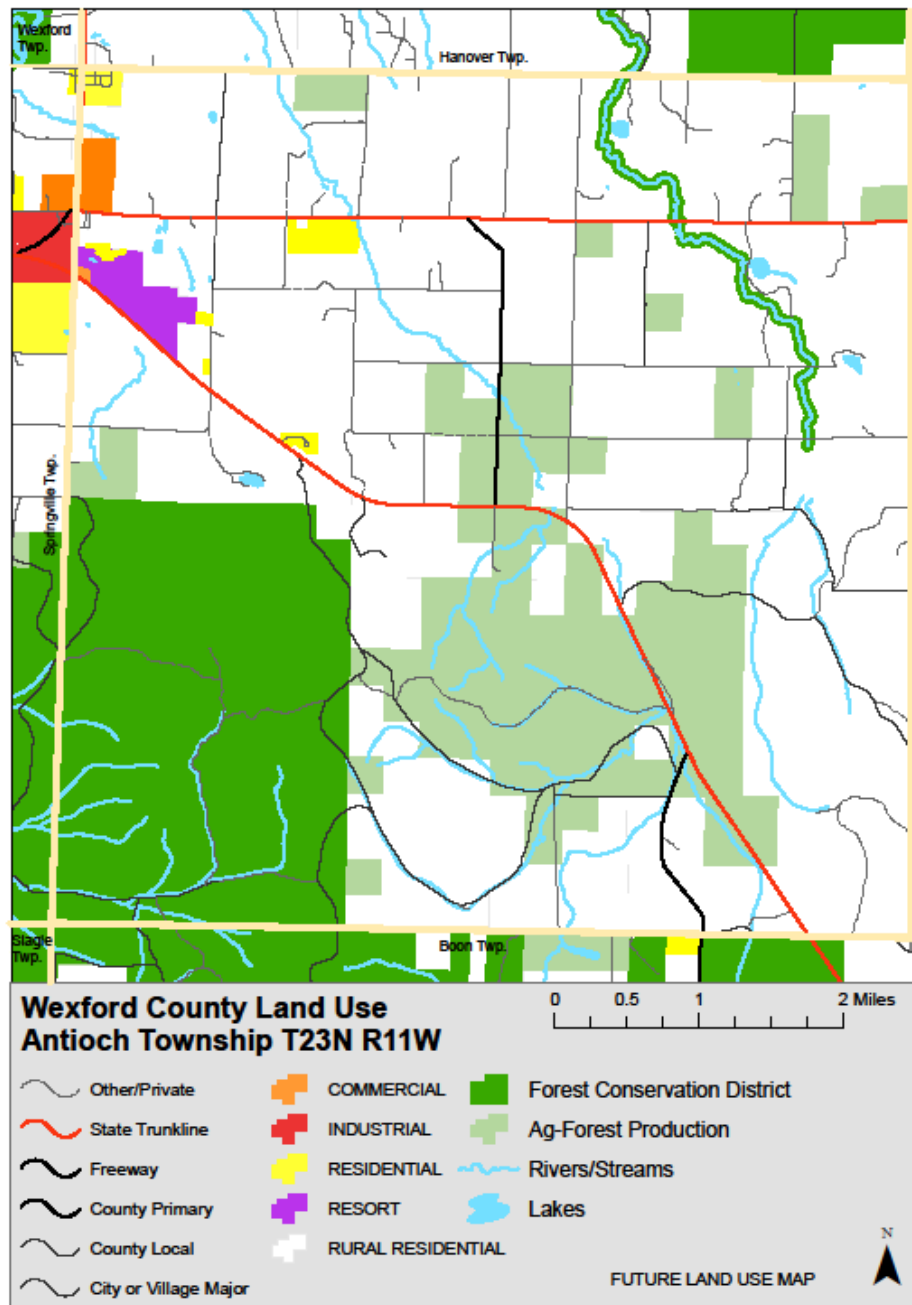 Wexford
Twp.
Hanover Twp.
Springville Twp.
Slagle
Twp.
Boon Twp.
Wexford County Land Use
Antioch Township T23N R11W
0 0.5 1 2 Miles
Other/Private
State Trunkline
Freeway
County Primary
County Local
City or Village Major
COMMERCIAL
INDUSTRIAL
RESIDENTIAL
RESORT
RURAL RESIDENTIAL
Forest Conservation District
Ag-Forest Production
Rivers/Streams
Lakes
FUTURE LAND USE MAP
N